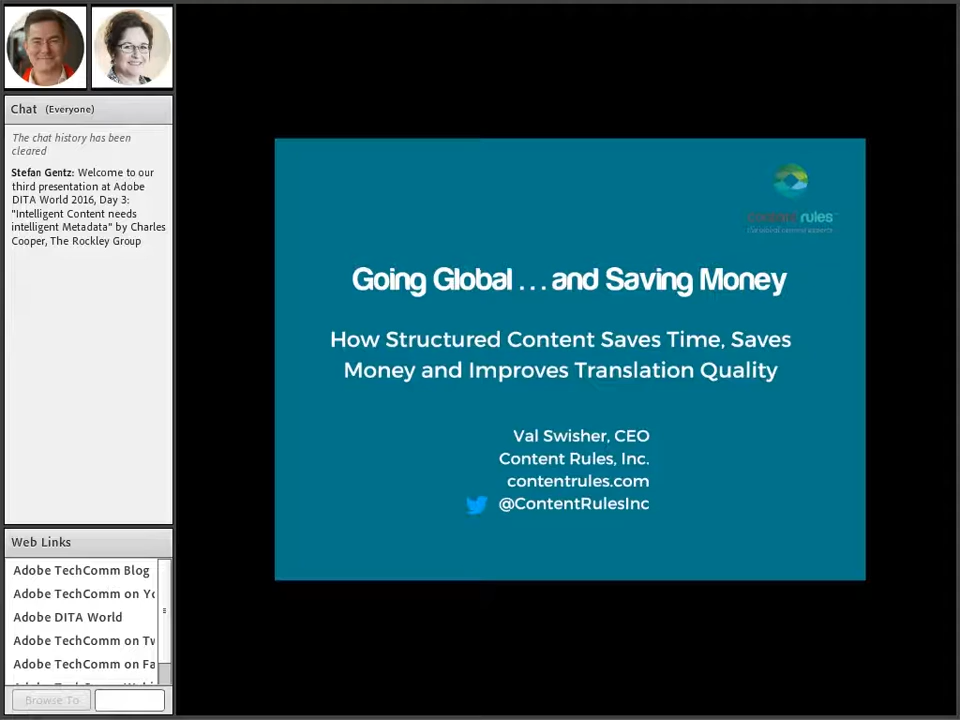 Chat (Everyone)
The chat history has been
cleared
Stefan Gentz: Welcome to our
third presentation at Adobe
DITA World 2016, Day 3:
"Intelligent Content needs
intelligent Metadata" by Charles
Cooper, The Rockley Group
Web Links
Adobe TechComm Blog
Adobe TechComm on Yo
Adobe DITA World
Adobe TechComm on Tw
Adobe TechComm on Fa
Browse To
content rules
Going Global ... and Saving Money
How Structured Content Saves Time, Saves
Money and Improves Translation Quality
Val Swisher, CEO
Content Rules, Inc.
contentrules.com
@ContentRulesInc